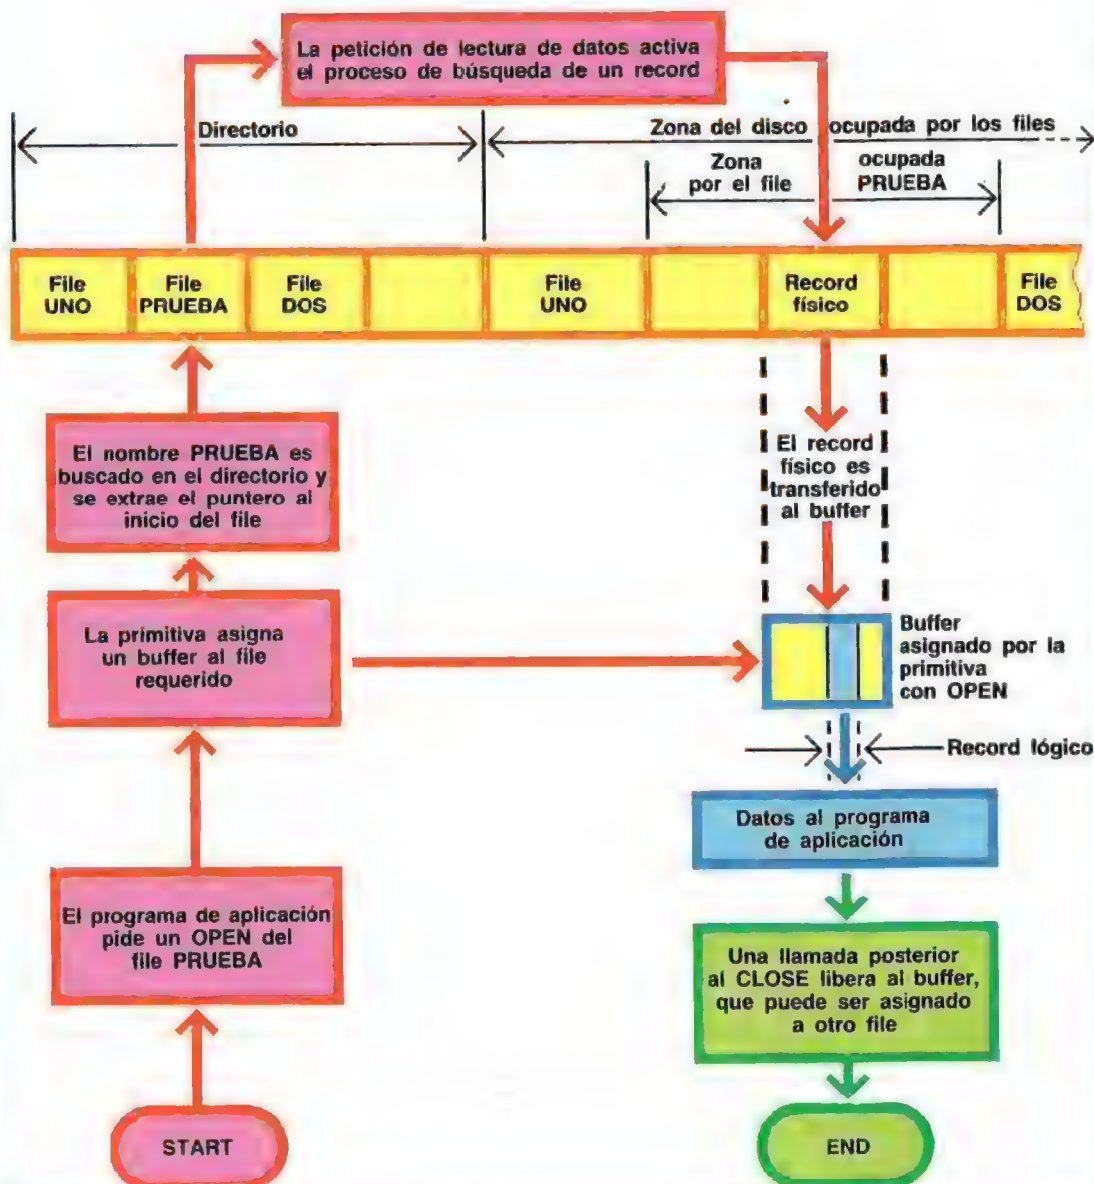 La petición de lectura de datos activa
el proceso de búsqueda de un record
Directorio
Zona del disco ocupada por los files
Zona ocupada
por el file PRUEBA
File
UNO
File
PRUEBA
File
DOS
File
UNO
Record
físico
File
DOS
El nombre PRUEBA es
buscado en el directorio y
se extrae el puntero al
inicio del file
El record
físico es
transferido
al buffer
La primitiva asigna
un buffer al file
requerido
Buffer
asignado por la
primitiva
con OPEN
Record lógico
Datos al programa
de aplicación
El programa de aplicación
pide un OPEN del
file PRUEBA
Una llamada posterior
al CLOSE libera al buffer,
que puede ser asignado
a otro file
START
END